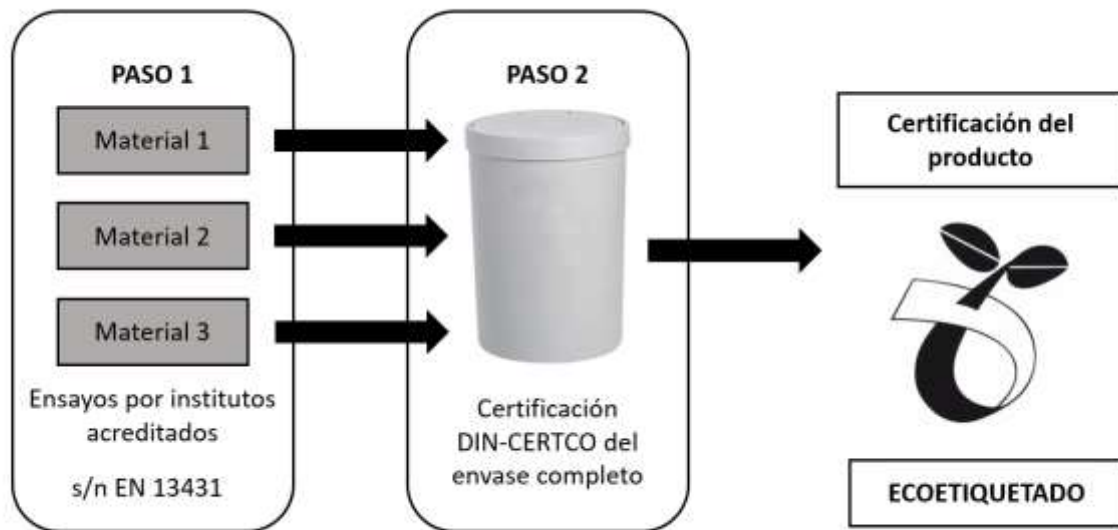 PASO 1
Material 1
Material 2
Material 3
Ensayos por institutos
acreditados
s/n EN 13431
PASO 2
Certificación
DIN-CERTCO del
envase completo
Certificación del
producto
ECOETIQUETADO